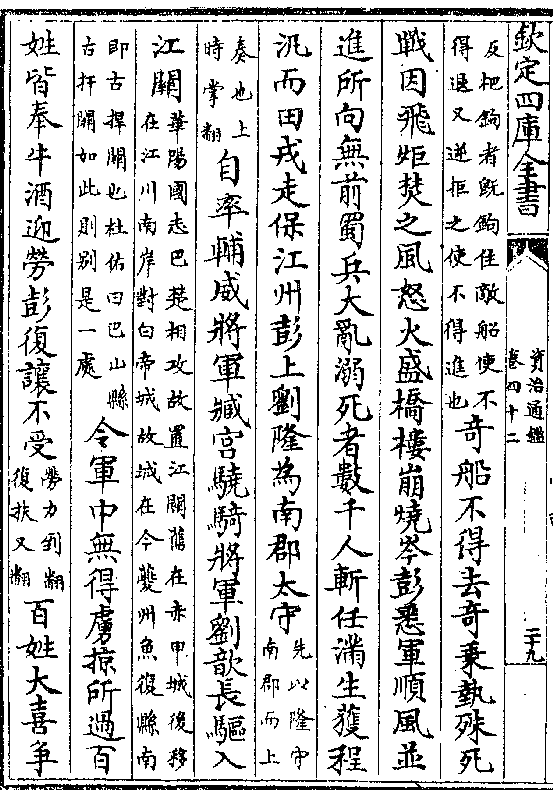 欽定四庫全書
資治通鑑
卷四十二
二十九
反把鉤者既鉤住敵船使不
得退又逆拒之使不得進也
奇船不得去奇乗埶殊死
戰因飛炬焚之風怒火盛橋樓崩燒岑彭悉軍順風並
進所向無前蜀兵大亂溺死者數千人斬任滿生獲程
汎而田戎走保江州彭上劉隆為南郡太守
先以隆守
南郡而上
奏也上
時掌翻
自率輔威將軍臧宮驍騎將軍劉歆長驅入
江關
華陽國志巴楚相攻故置江關舊在赤甲城後移
在江川南岸對白帝城故城在今夔州魚復縣南
即古捍關也杜佑曰巴山縣
古扞關如此則別是一處
令軍中無得虜掠所過百
姓皆奉牛酒迎勞彭復讓不受
勞力到翻
復扶又翻
百姓大喜爭